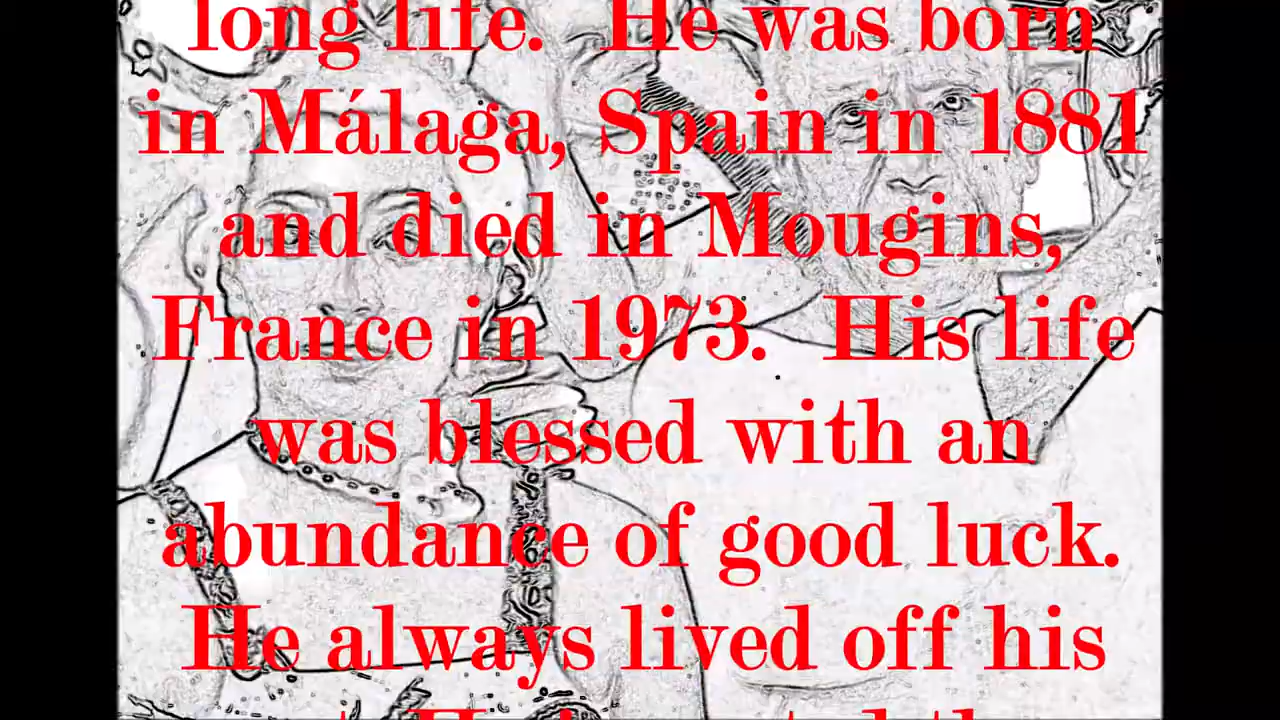 long life. He was born
in Málaga, Spain in 1881
and died in Mougins,
France in 1973. His life
was blessed with an
abundance of good luck.
He always lived off his